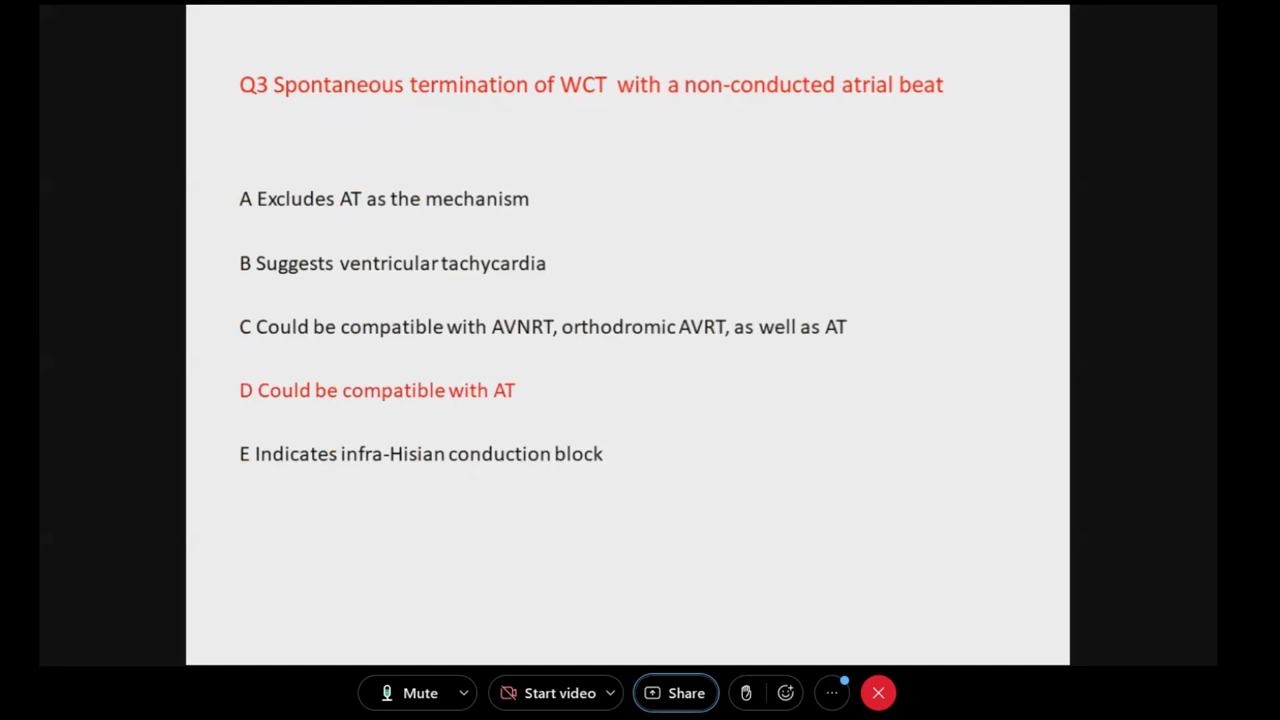 Q3 Spontaneous termination of WCT with a non-conducted atrial beat
A Excludes AT as the mechanism
B Suggests ventricular tachycardia
C Could be compatible with AVNRT, orthodromic AVRT, as well as AT
D Could be compatible with AT
E Indicates infra-Hisian conduction block
Mute
Start video
Share